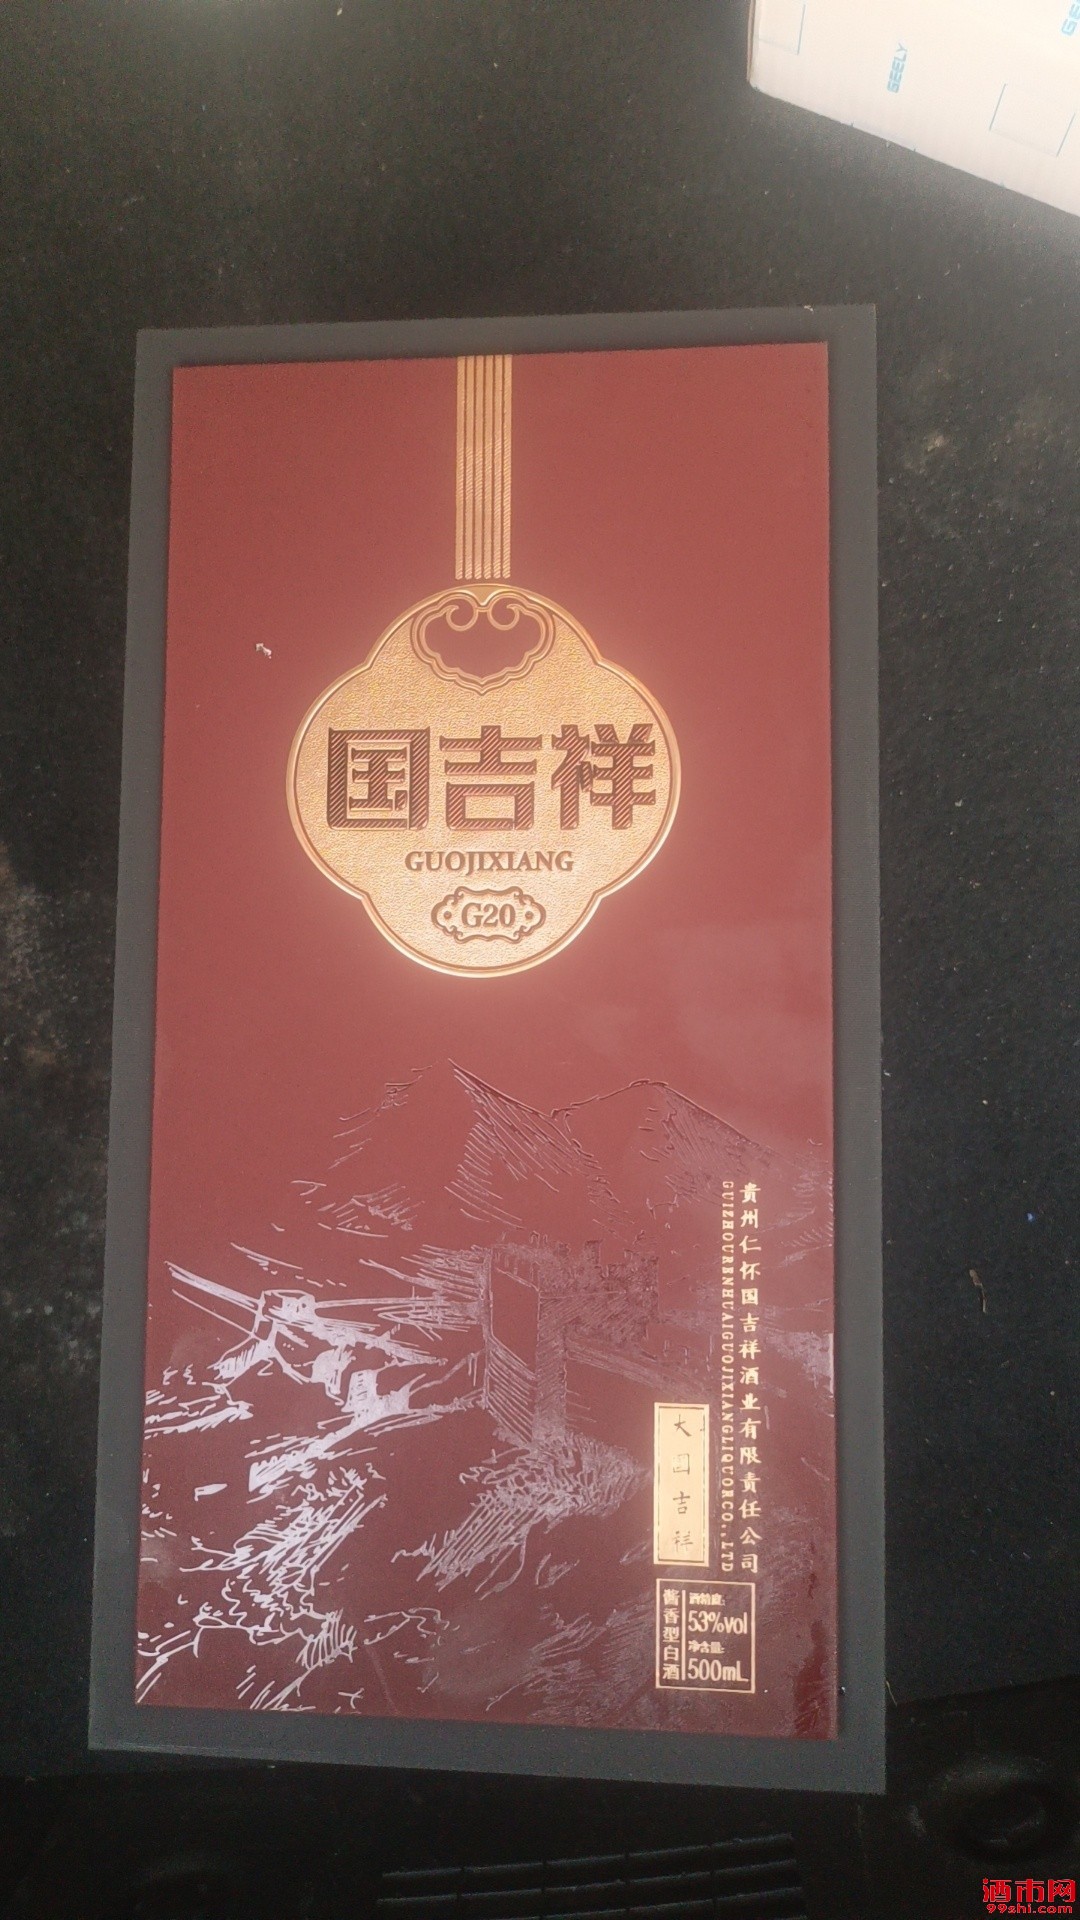 GEELY
国吉祥
GUOJIXIANG
G20
贵州仁怀国吉祥酒业有限责任公司
GUIZHOURENHUAIGUOJIXIANGLIQUORCO.,LTD
大国吉祥
酱香型白酒
酒精度:
53%vol
净含量:
500mL
酒市网
99shi.com